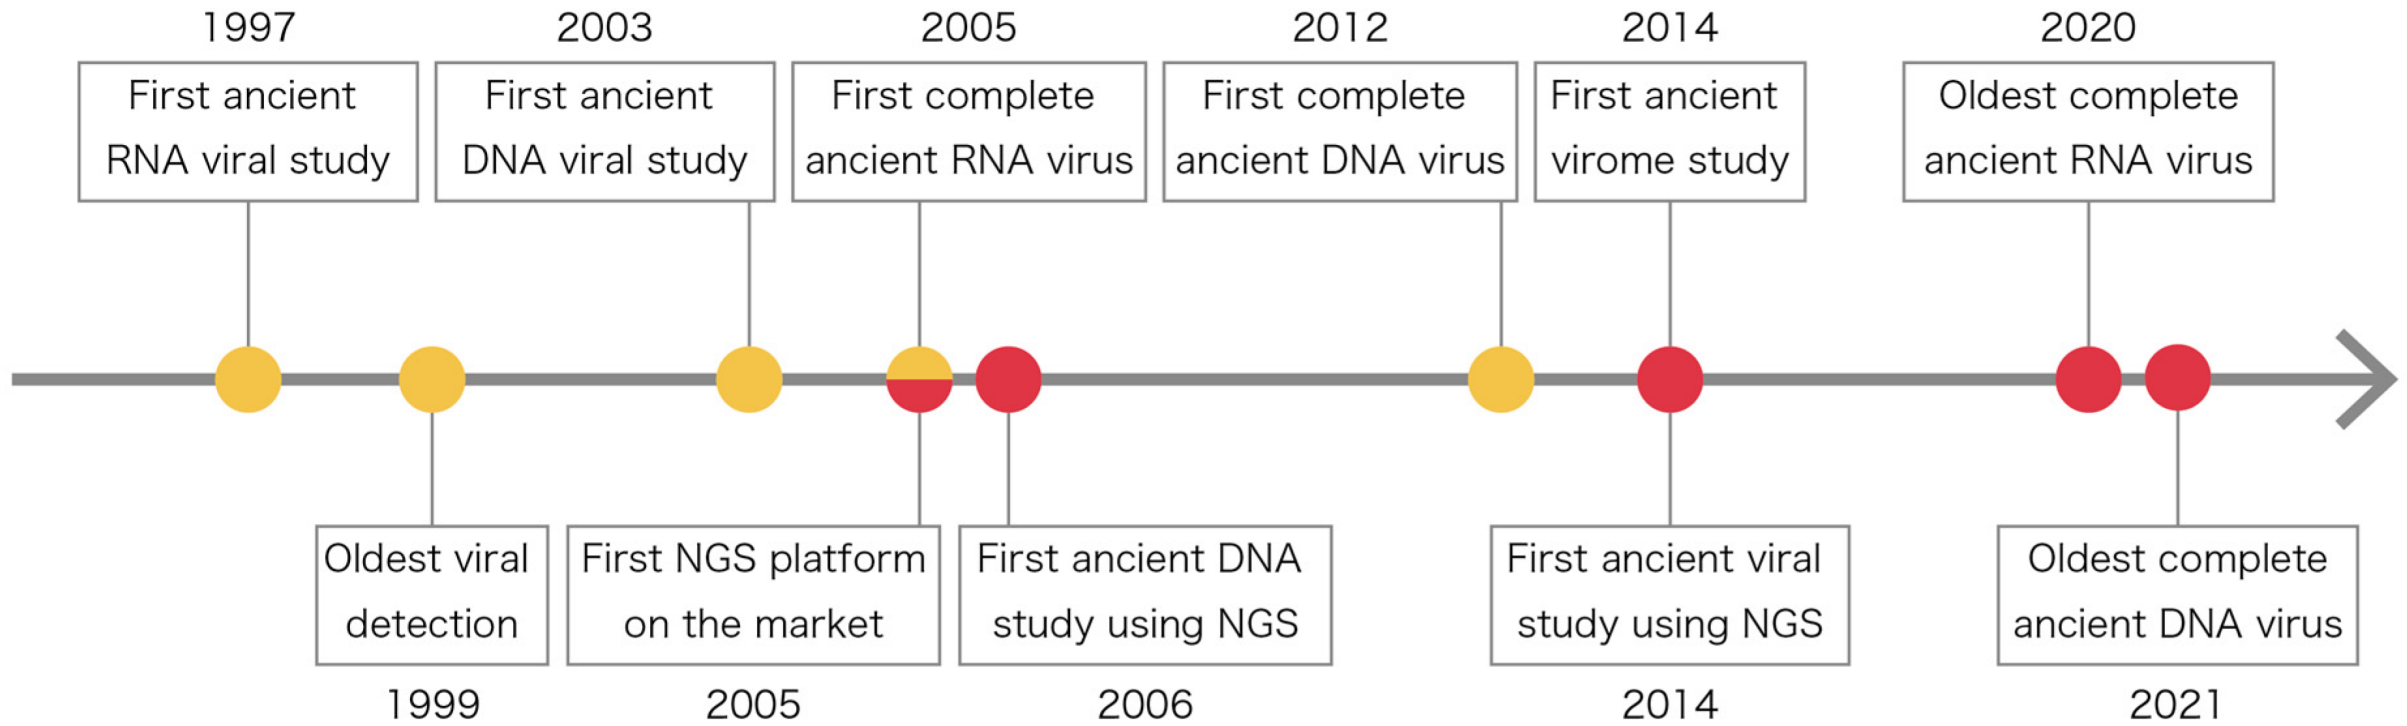 1997
First ancient
RNA viral study
2003
First ancient
DNA viral study
2005
First complete
ancient RNA virus
2012
First complete
ancient DNA virus
2014
First ancient
virome study
2020
Oldest complete
ancient RNA virus
Oldest viral
detection
1999
First NGS platform
on the market
2005
First ancient DNA
study using NGS
2006
First ancient viral
study using NGS
2014
Oldest complete
ancient DNA virus
2021